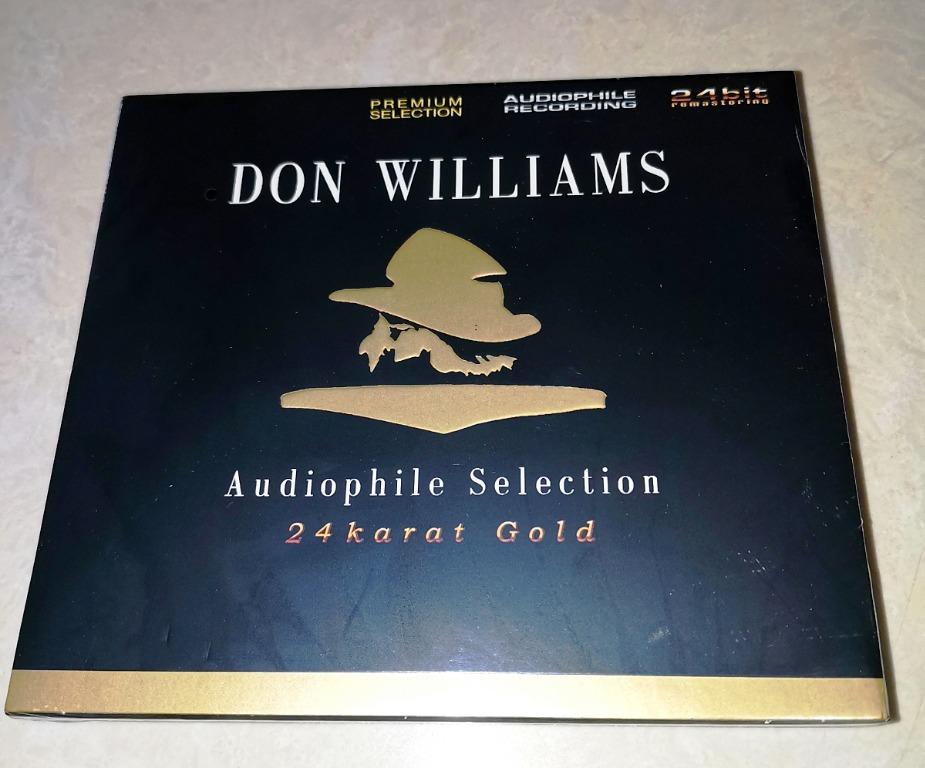 PREMIUM
SELECTION
AUDIOPHILE
RECORDING
24bit
remastering
DON WILLIAMS
Audiophile Selection
24karat Gold